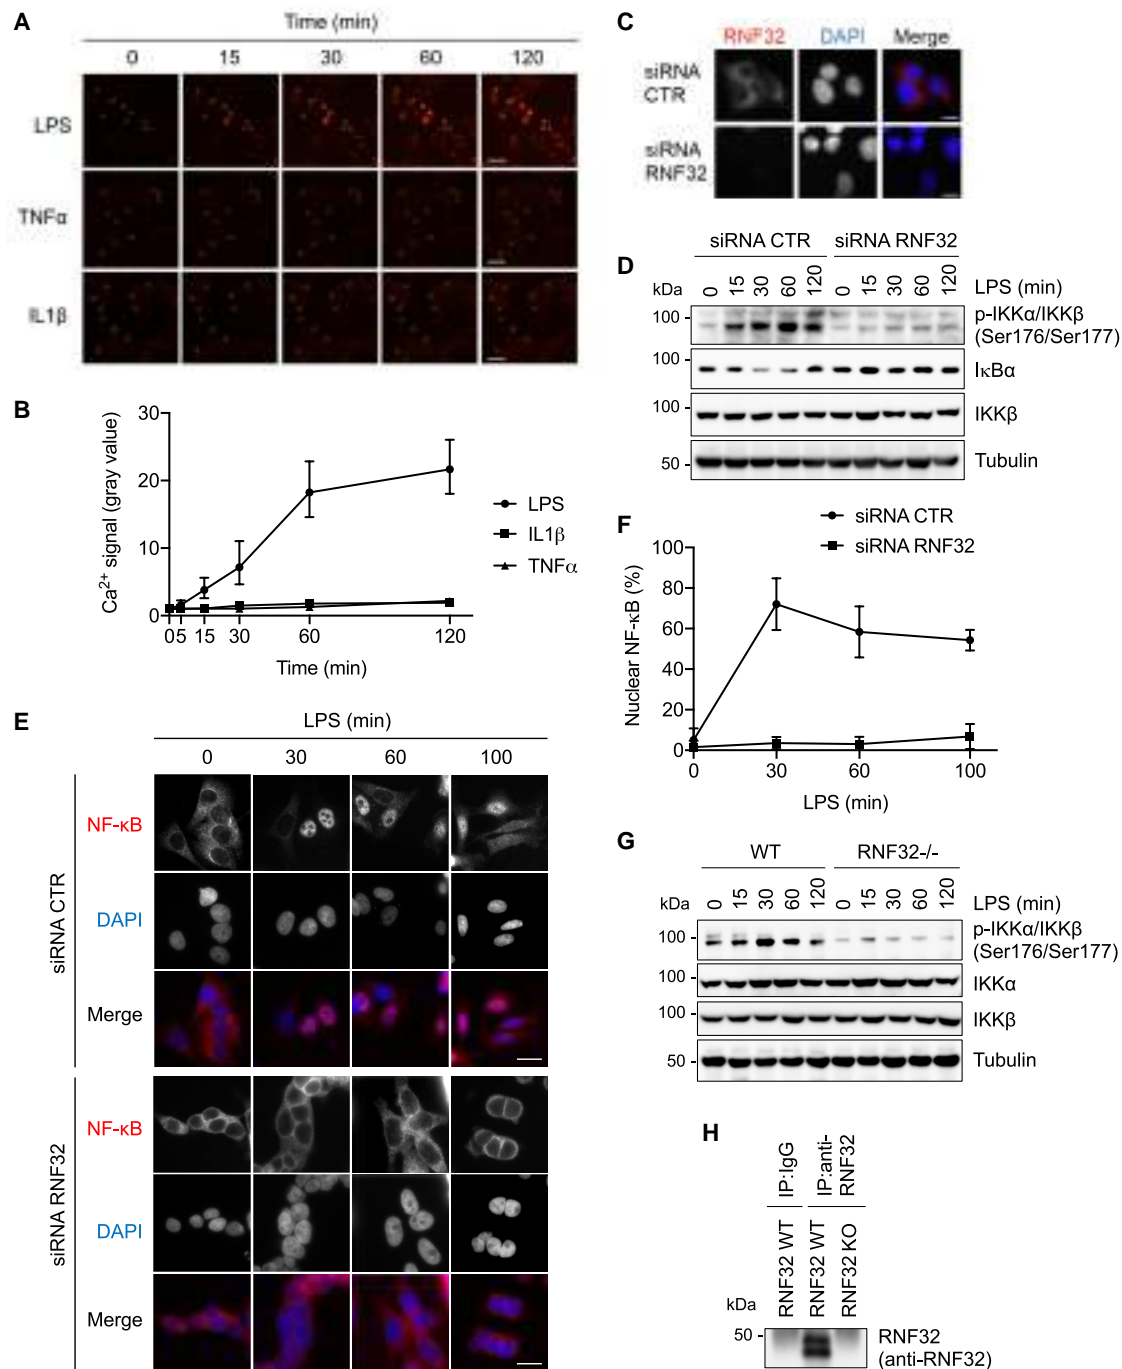 A
Time (min)
0 15 30 60 120
LPS
TNFα
IL1β
B
Ca2+ signal (gray value)
30
20
10
0
0 5 15 30 60 120
Time (min)
LPS
IL1β
TNFα
C
RNF32 DAPI Merge
siRNA
CTR
siRNA
RNF32
D
siRNA CTR siRNA RNF32
kDa 0 15 30 60 120 0 15 30 60 120 LPS (min)
100 p-IKKα/IKKβ
(Ser176/Ser177)
100 IκBα
100 IKKβ
50 Tubulin
E
LPS (min)
0 30 60 100
siRNA CTR
NF-κB
DAPI
Merge
siRNA RNF32
NF-κB
DAPI
Merge
F
siRNA CTR
siRNA RNF32
Nuclear NF-κB (%)
100
80
60
40
20
0
0 30 60 100
LPS (min)
G
WT RNF32-/-
kDa 0 15 30 60 120 0 15 30 60 120 LPS (min)
100 p-IKKα/IKKβ
(Ser176/Ser177)
100 IKKα
100 IKKβ
50 Tubulin
H
IP:IgG
IP:anti-
RNF32
RNF32 WT
RNF32 WT
RNF32 KO
kDa
50 RNF32
(anti-RNF32)